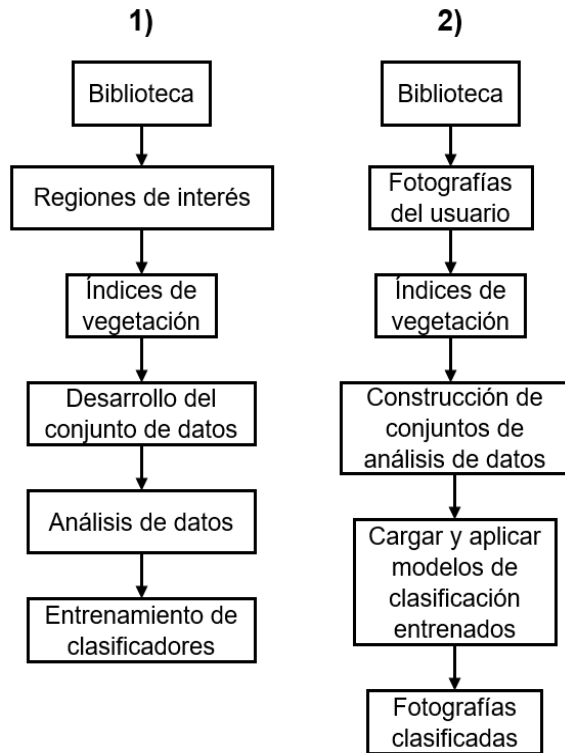 1)
Biblioteca
Regiones de interés
Índices de
vegetación
Desarrollo del
conjunto de datos
Análisis de datos
Entrenamiento de
clasificadores
2)
Biblioteca
Fotografías
del usuario
Índices de
vegetación
Construcción de
conjuntos de
análisis de datos
Cargar y aplicar
modelos de
clasificación
entrenados
Fotografías
clasificadas